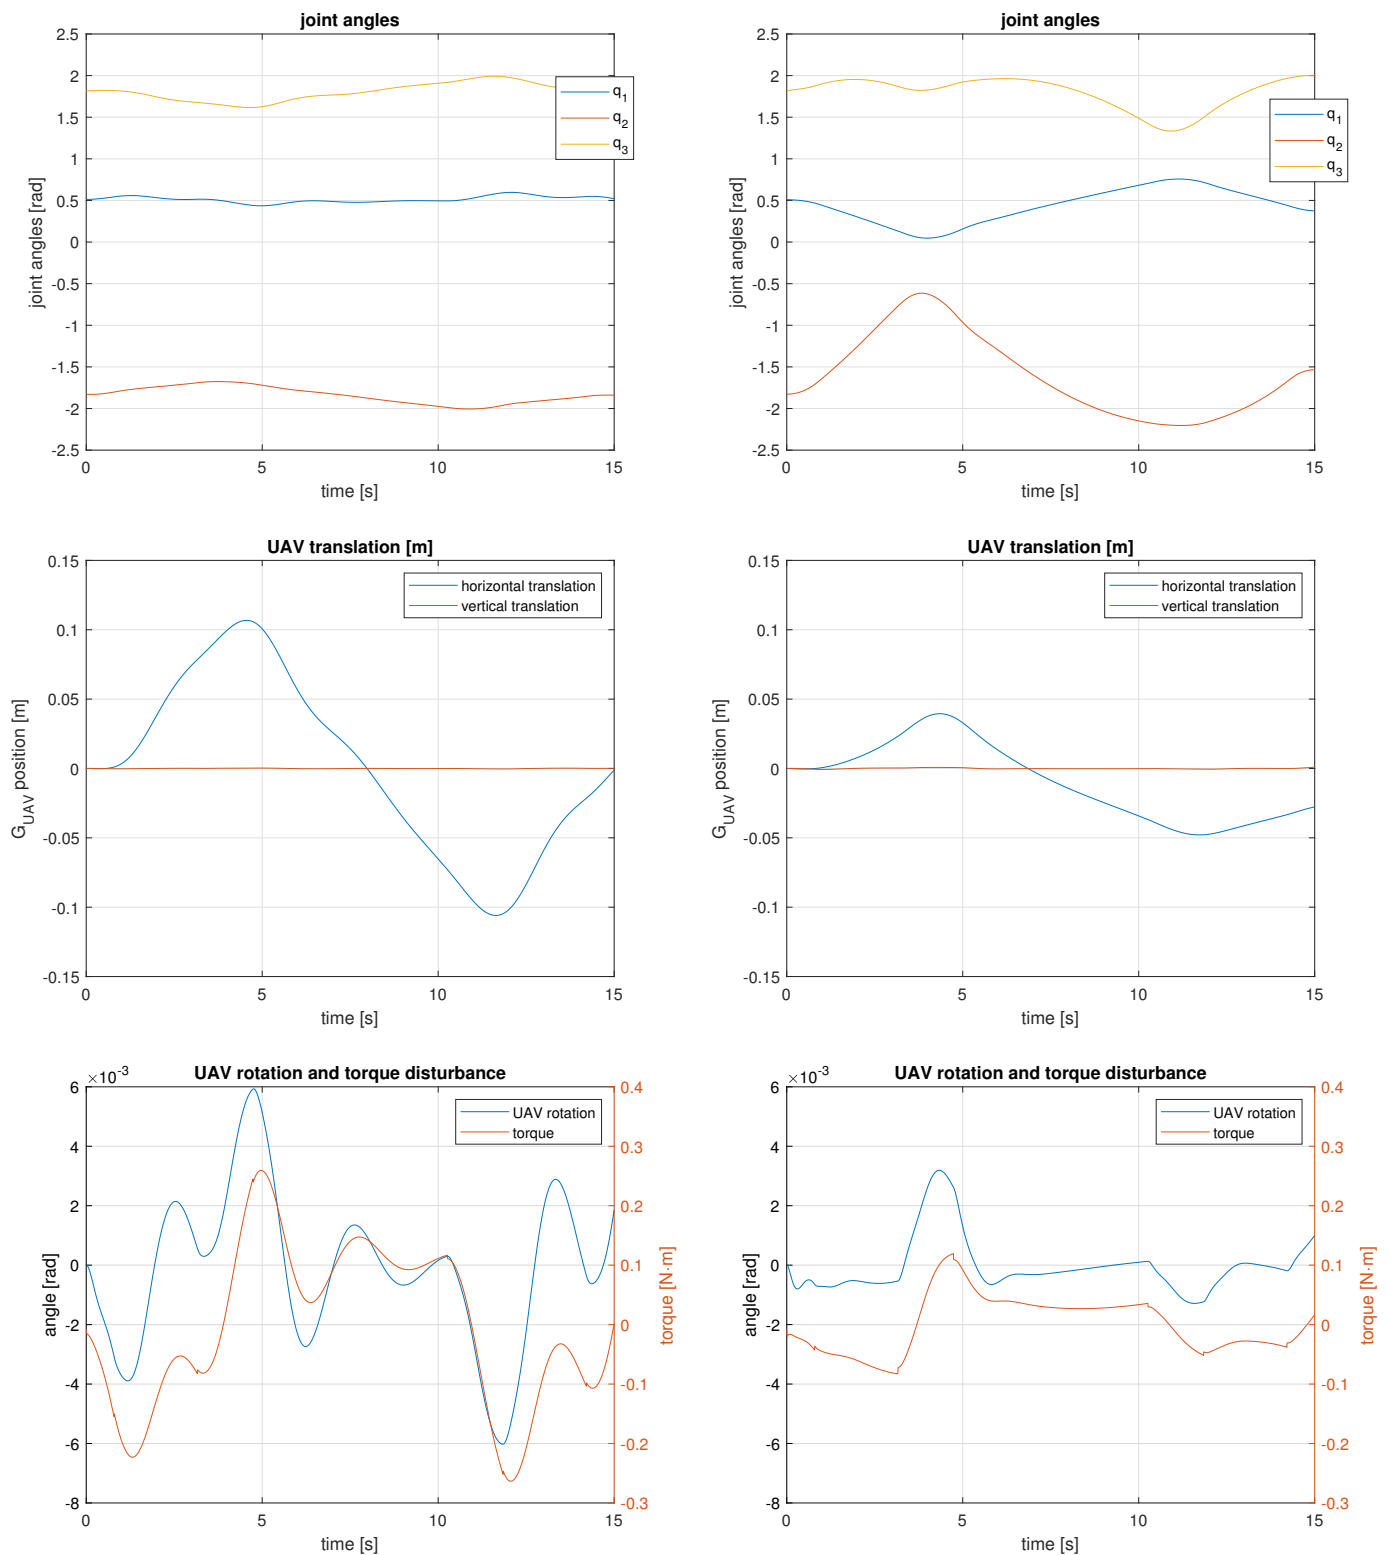 joint angles
2.5
2
1.5
1
0.5
0
-0.5
-1
-1.5
-2
-2.5
joint angles [rad]
q1
q2
q3
0 5 10 15
time [s]
joint angles
2.5
2
1.5
1
0.5
0
-0.5
-1
-1.5
-2
-2.5
joint angles [rad]
q1
q2
q3
0 5 10 15
time [s]
UAV translation [m]
0.15
0.1
0.05
0
-0.05
-0.1
-0.15
GUAV position [m]
horizontal translation
vertical translation
0 5 10 15
time [s]
UAV translation [m]
0.15
0.1
0.05
0
-0.05
-0.1
-0.15
GUAV position [m]
horizontal translation
vertical translation
0 5 10 15
time [s]
UAV rotation and torque disturbance
×10-3
6
4
2
0
-2
-4
-6
-8
angle [rad]
UAV rotation
torque
0.4
0.3
0.2
0.1
0
-0.1
-0.2
-0.3
torque [N·m]
0 5 10 15
time [s]
UAV rotation and torque disturbance
×10-3
6
4
2
0
-2
-4
-6
-8
angle [rad]
UAV rotation
torque
0.4
0.3
0.2
0.1
0
-0.1
-0.2
-0.3
torque [N·m]
0 5 10 15
time [s]